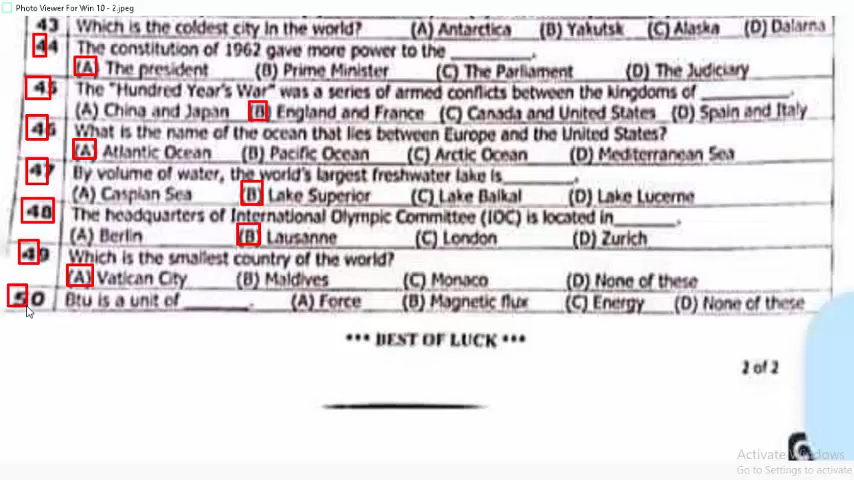 Photo Viewer For Win 10 - 2.jpeg
43 Which is the coldest city in the world? (A) Antarctica (B) Yakutsk (C) Alaska (D) Dalarna
44 The constitution of 1962 gave more power to the ________.
(A) The president (B) Prime Minister (C) The Parliament (D) The Judiciary
45 The "Hundred Year's War" was a series of armed conflicts between the kingdoms of ________
(A) China and Japan (B) England and France (C) Canada and United States (D) Spain and Italy
46 What is the name of the ocean that lies between Europe and the United States?
(A) Atlantic Ocean (B) Pacific Ocean (C) Arctic Ocean (D) Mediterranean Sea
47 By volume of water, the world's largest freshwater lake is________.
(A) Caspian Sea (B) Lake Superior (C) Lake Baikal (D) Lake Lucerne
48 The headquarters of International Olympic Committee (IOC) is located in______.
(A) Berlin (B) Lausanne (C) London (D) Zurich
49 Which is the smallest country of the world?
(A) Vatican City (B) Maldives (C) Monaco (D) None of these
50 Btu is a unit of ______. (A) Force (B) Magnetic flux (C) Energy (D) None of these
*** BEST OF LUCK ***
2 of 2
Activate Windows
Go to Settings to activate